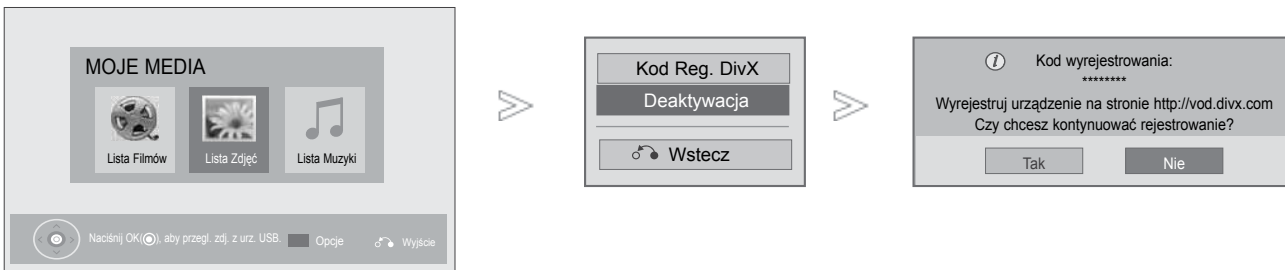 MOJE MEDIA
Lista Filmów
Lista Zdjęć
Lista Muzyki
Naciśnij OK(◉), aby przegl. zdj. z urz. USB.
Opcje
Wyjście
Kod Reg. DivX
Deaktywacja
Wstecz
Kod wyrejestrowania:
********
Wyrejestruj urządzenie na stronie http://vod.divx.com
Czy chcesz kontynuować rejestrowanie?
Tak
Nie